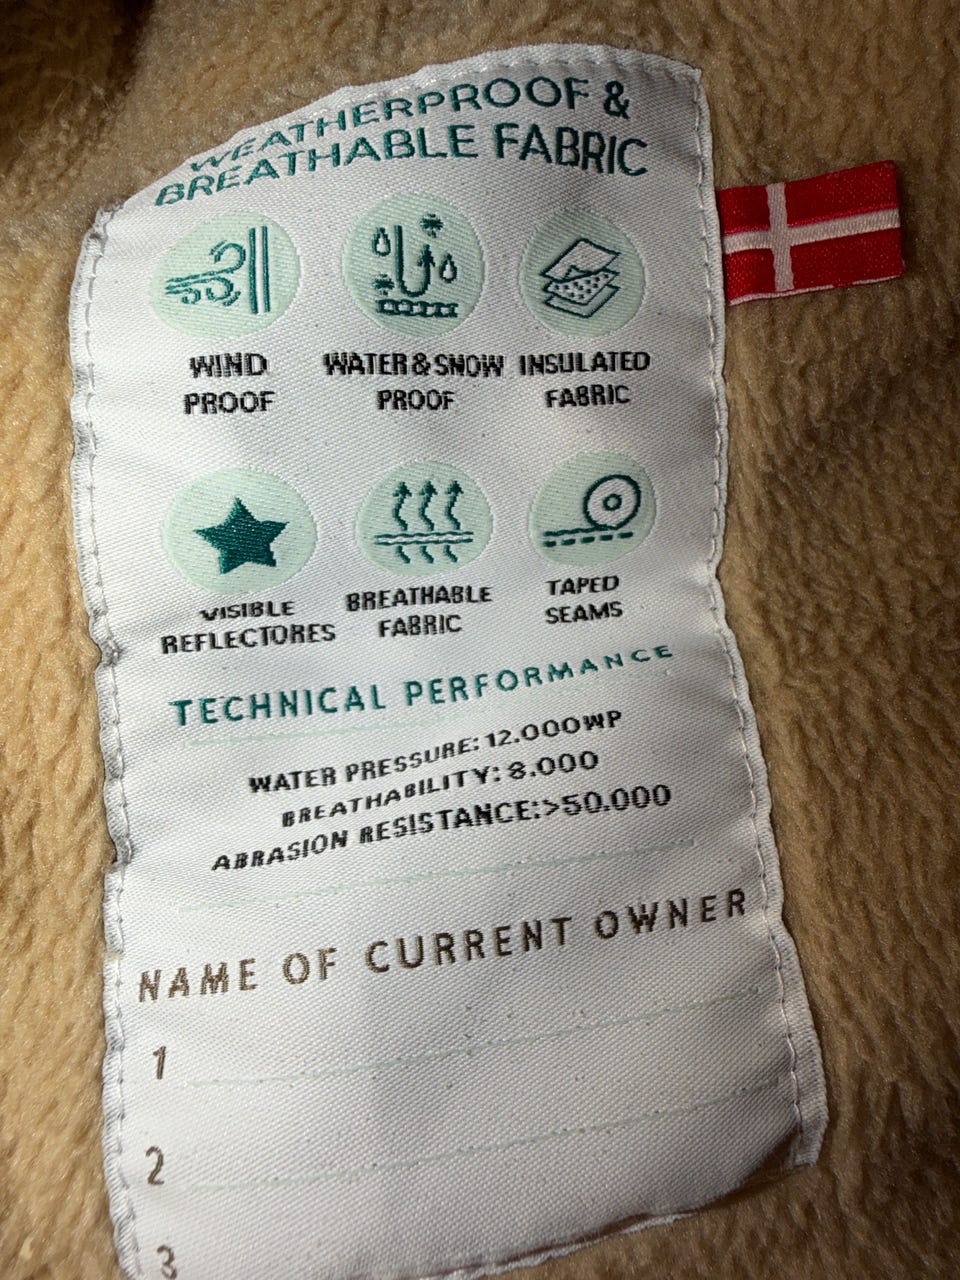 WEATHERPROOF &
BREATHABLE FABRIC
WIND
PROOF
WATER & SNOW
PROOF
INSULATED
FABRIC
VISIBLE
REFLECTORES
BREATHABLE
FABRIC
TAPED
SEAMS
TECHNICAL PERFORMANCE
WATER PRESSURE: 12.000WP
BREATHABILITY: 8.000
ABRASION RESISTANCE:>50.000
NAME OF CURRENT OWNER
1
2
3